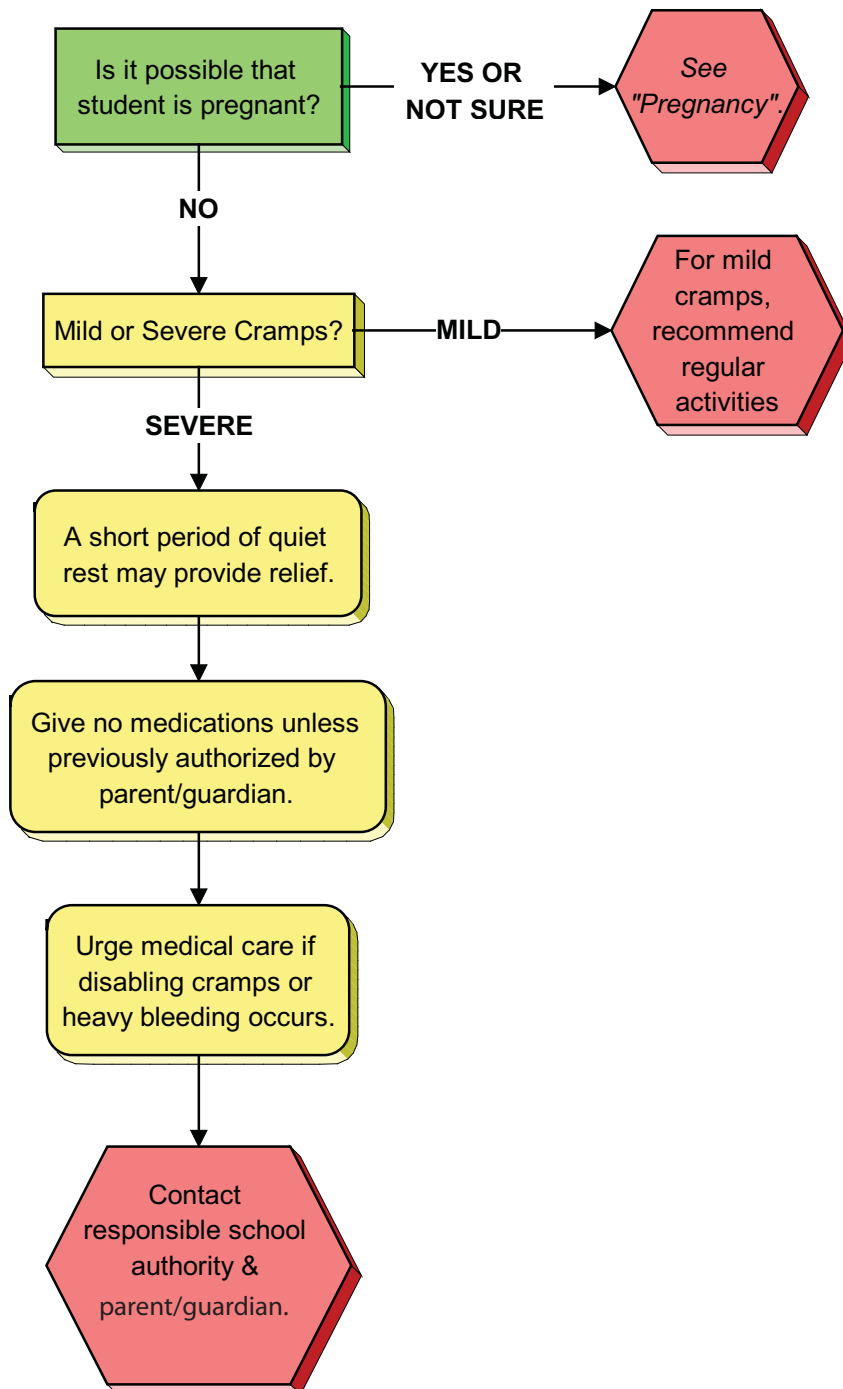 Is it possible that
student is pregnant?
YES OR
NOT SURE
See
"Pregnancy".
NO
Mild or Severe Cramps?
MILD
For mild
cramps,
recommend
regular
activities
SEVERE
A short period of quiet
rest may provide relief.
Give no medications unless
previously authorized by
parent/guardian.
Urge medical care if
disabling cramps or
heavy bleeding occurs.
Contact
responsible school
authority &
parent/guardian.